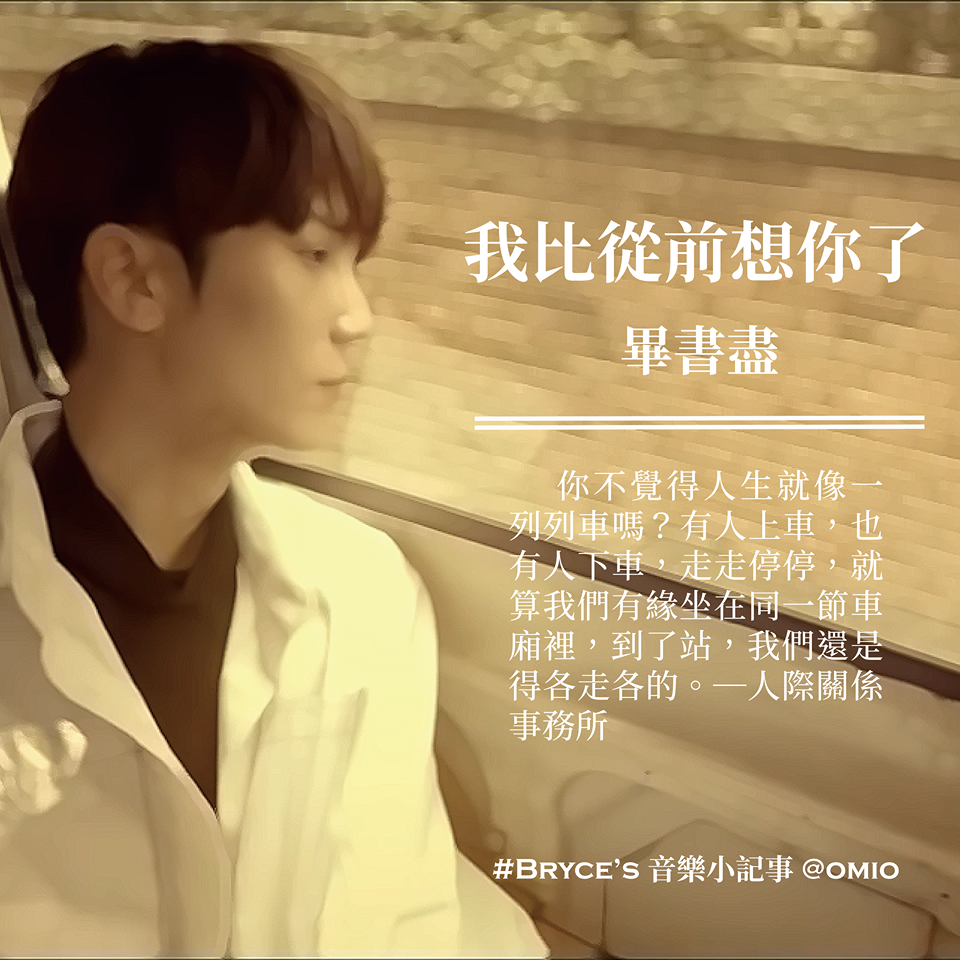 我比從前想你了
畢書盡
你不覺得人生就像一
列列車嗎？有人上車，也
有人下車，走走停停，就
算我們有緣坐在同一節車
廂裡，到了站，我們還是
得各走各的。—人際關係
事務所
#BRYCE'S 音樂小記事 @OMIO